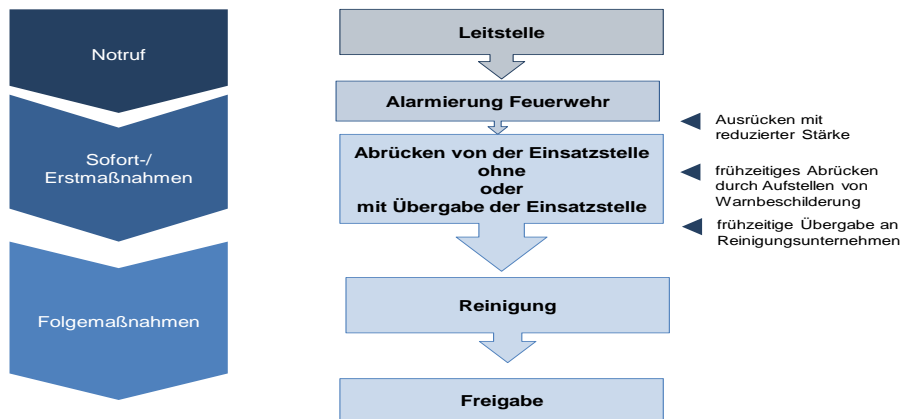 Notruf
Leitstelle
Alarmierung Feuerwehr
Ausrücken mit
reduzierter Stärke
Sofort-/
Erstmaßnahmen
Abrücken von der Einsatzstelle
ohne
oder
mit Übergabe der Einsatzstelle
frühzeitiges Abrücken
durch Aufstellen von
Warnbeschilderung
frühzeitige Übergabe an
Reinigungsunternehmen
Folgemaßnahmen
Reinigung
Freigabe